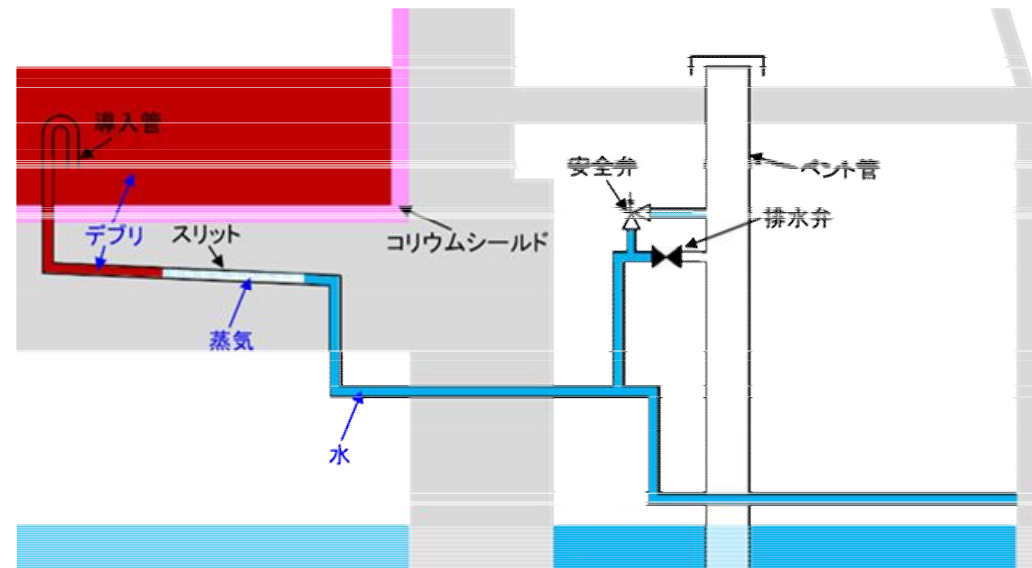 導入管
安全弁
ベント管
デブリ
スリット
コリウムシールド
排水弁
蒸気
水